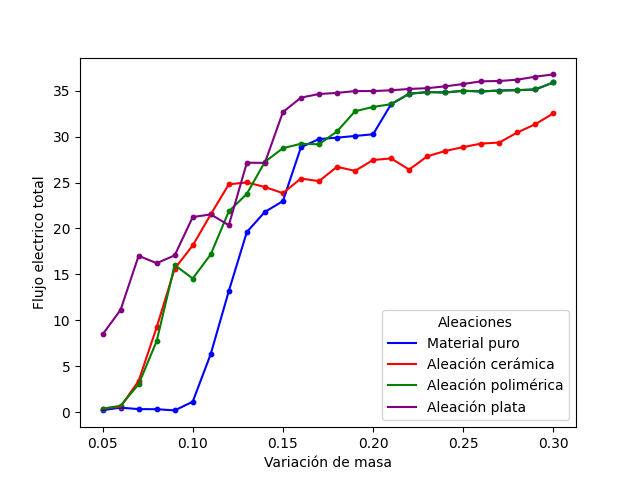 35
30
25
20
15
10
5
0
Flujo electrico total
0.05 0.10 0.15 0.20 0.25 0.30
Variación de masa
Aleaciones
Material puro
Aleación cerámica
Aleación polimérica
Aleación plata